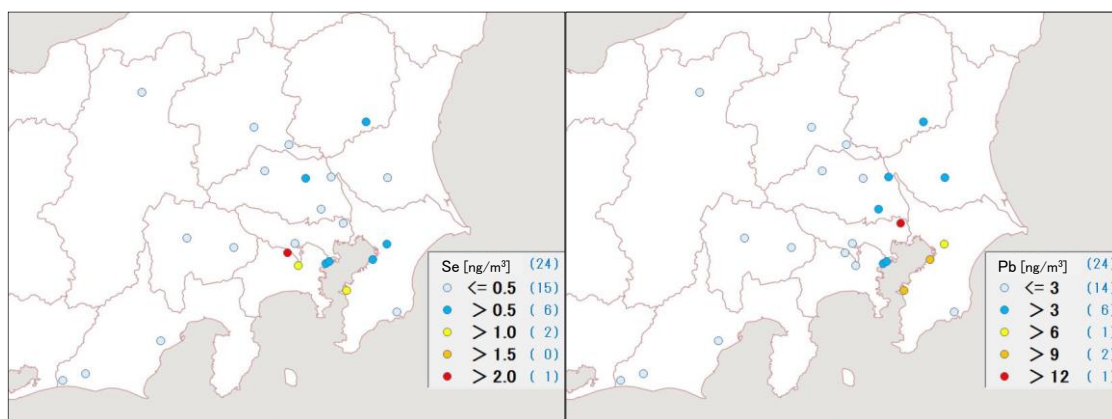 Se [ng/m³] (24)
<= 0.5 (15)
＞ 0.5 ( 6)
＞ 1.0 ( 2)
＞ 1.5 ( 0)
＞ 2.0 ( 1)
Pb [ng/m³] (24)
<= 3 (14)
＞ 3 ( 6)
＞ 6 ( 1)
＞ 9 ( 2)
＞ 12 ( 1)